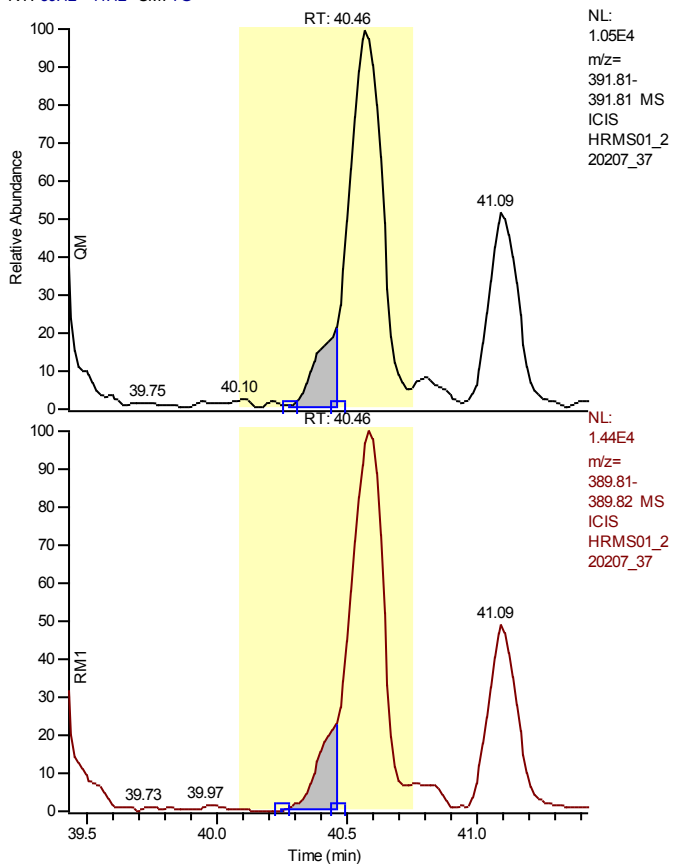 RT: 40.46
NL:
1.05E4
m/z=
391.81-
391.81 MS
ICIS
HRMS01_2
20207_37
100
90
80
70
60
50
40
30
20
10
0
Relative Abundance
QM
39.75
40.10
41.09
RT: 40.46
NL:
1.44E4
m/z=
389.81-
389.82 MS
ICIS
HRMS01_2
20207_37
100
90
80
70
60
50
40
30
20
10
0
RM1
39.73
39.97
41.09
39.5
40.0
40.5
41.0
Time (min)